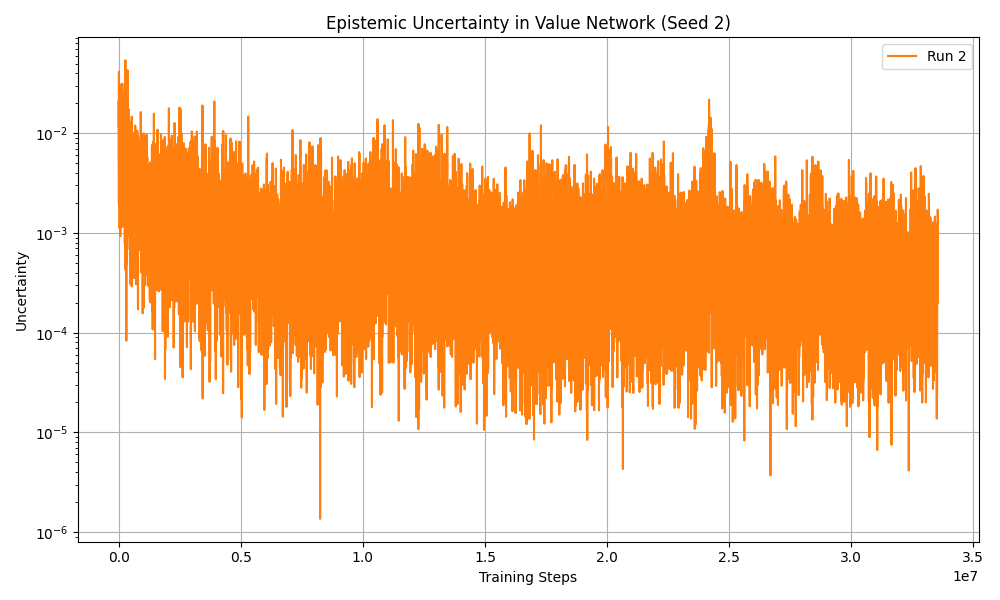 Epistemic Uncertainty in Value Network (Seed 2)
Run 2
Uncertainty
10⁻²
10⁻³
10⁻⁴
10⁻⁵
10⁻⁶
0.0 0.5 1.0 1.5 2.0 2.5 3.0 3.5
1e7
Training Steps